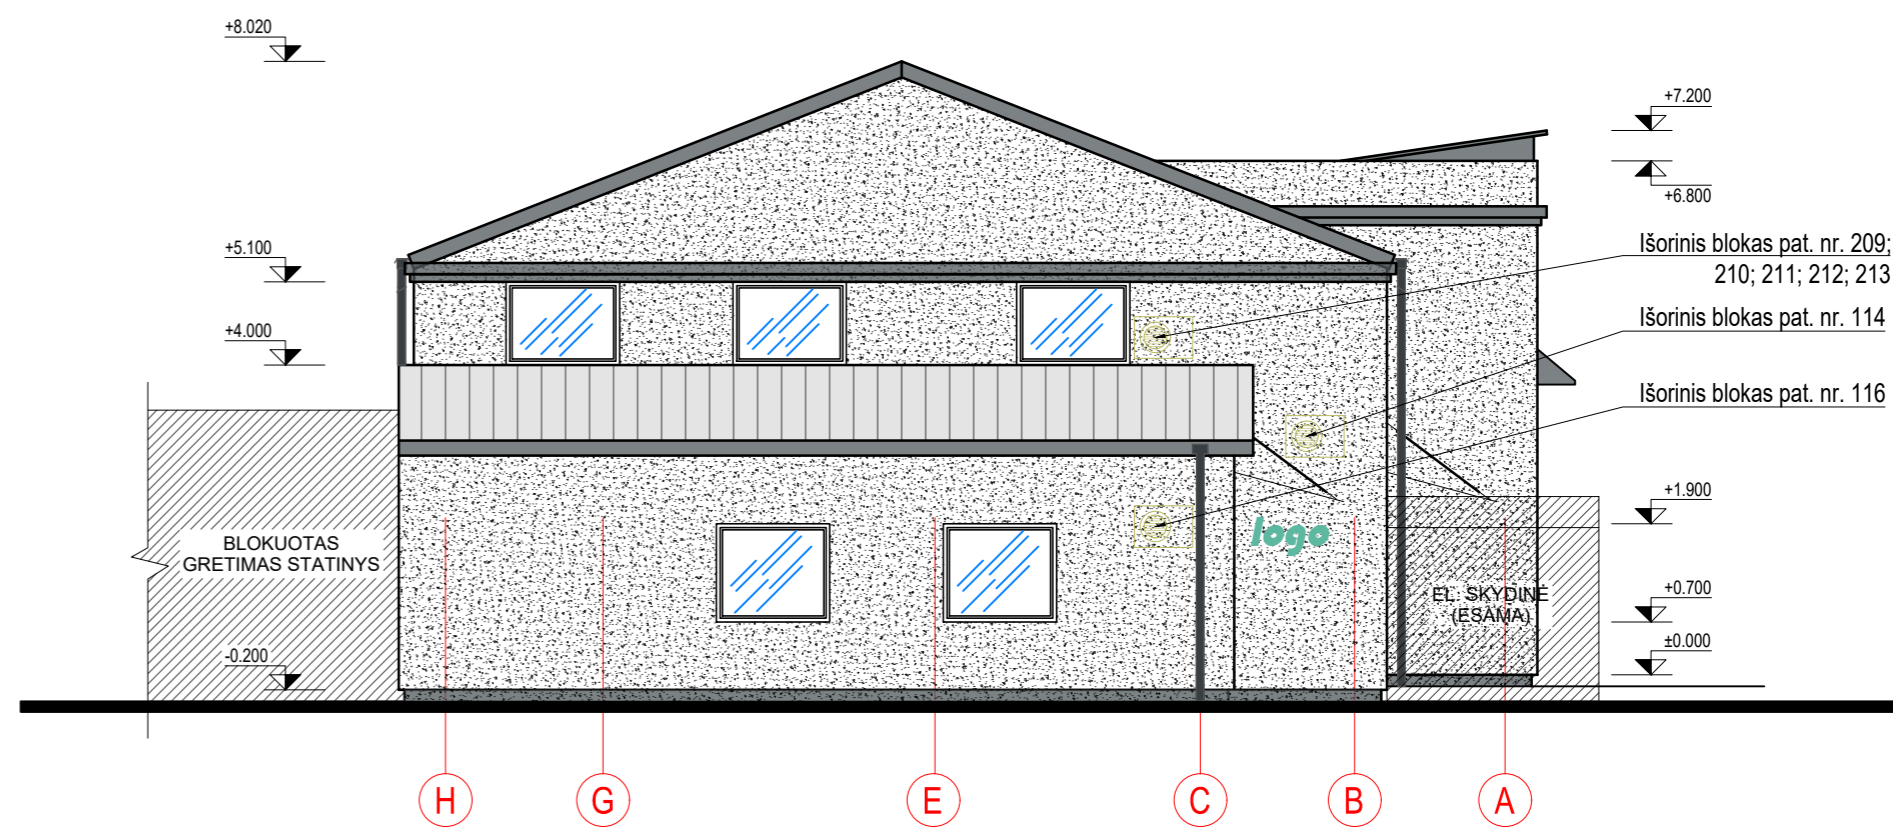 +8.020
+7.200
+6.800
+5.100
Išorinis blokas pat. nr. 209;
210; 211; 212; 213
Išorinis blokas pat. nr. 114
+4.000
Išorinis blokas pat. nr. 116
+1.900
logo
BLOKUOTAS
GRETIMAS STATINYS
EL. SKYDINĖ
(ESAMA)
+0.700
±0.000
-0.200
H
G
E
C
B
A